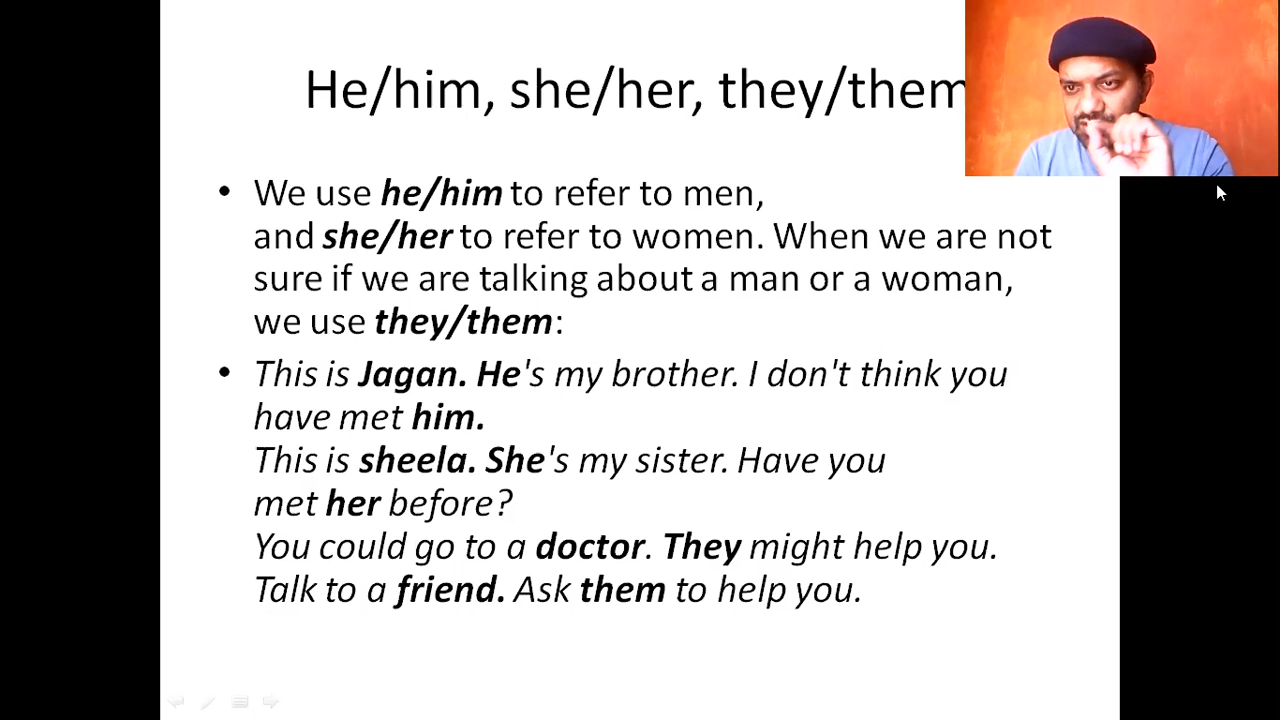 He/him, she/her, they/them
• We use he/him to refer to men,
and she/her to refer to women. When we are not
sure if we are talking about a man or a woman,
we use they/them:
• This is Jagan. He's my brother. I don't think you
have met him.
This is sheela. She's my sister. Have you
met her before?
You could go to a doctor. They might help you.
Talk to a friend. Ask them to help you.